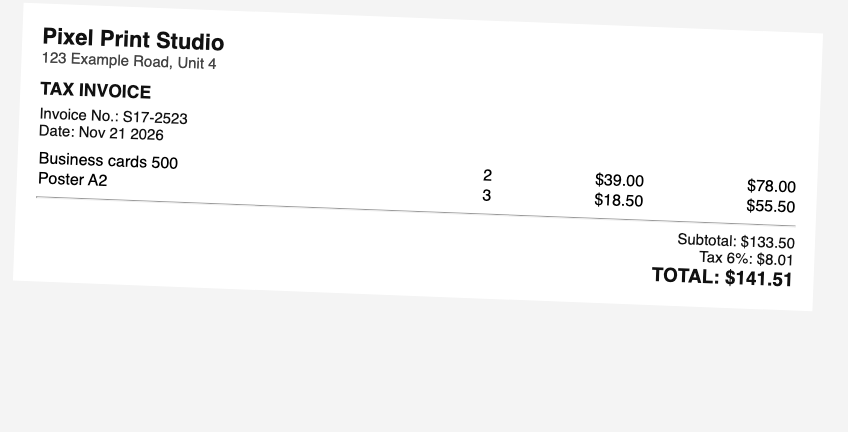 Pixel Print Studio
123 Example Road, Unit 4
TAX INVOICE
Invoice No.: S17-2523
Date: Nov 21 2026
Business cards 500 2 $39.00 $78.00
Poster A2 3 $18.50 $55.50
Subtotal: $133.50
Tax 6%: $8.01
TOTAL: $141.51